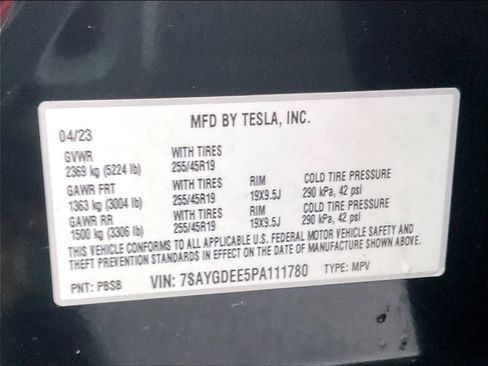 MFD BY TESLA, INC.
04/23
GVWR WITH TIRES
2369 kg (5224 lb) 255/45R19
GAWR FRT WITH TIRES RIM COLD TIRE PRESSURE
1363 kg (3004 lb) 255/45R19 19X9.5J 290 kPa, 42 psi
GAWR RR WITH TIRES RIM COLD TIRE PRESSURE
1500 kg (3306 lb) 255/45R19 19X9.5J 290 kPa, 42 psi
THIS VEHICLE CONFORMS TO ALL APPLICABLE U.S. FEDERAL MOTOR VEHICLE SAFETY AND
THEFT PREVENTION STANDARDS IN EFFECT ON THE DATE OF MANUFACTURE SHOWN ABOVE.
PNT: PBSB VIN: 7SAYGDEE5PA111780 TYPE: MPV